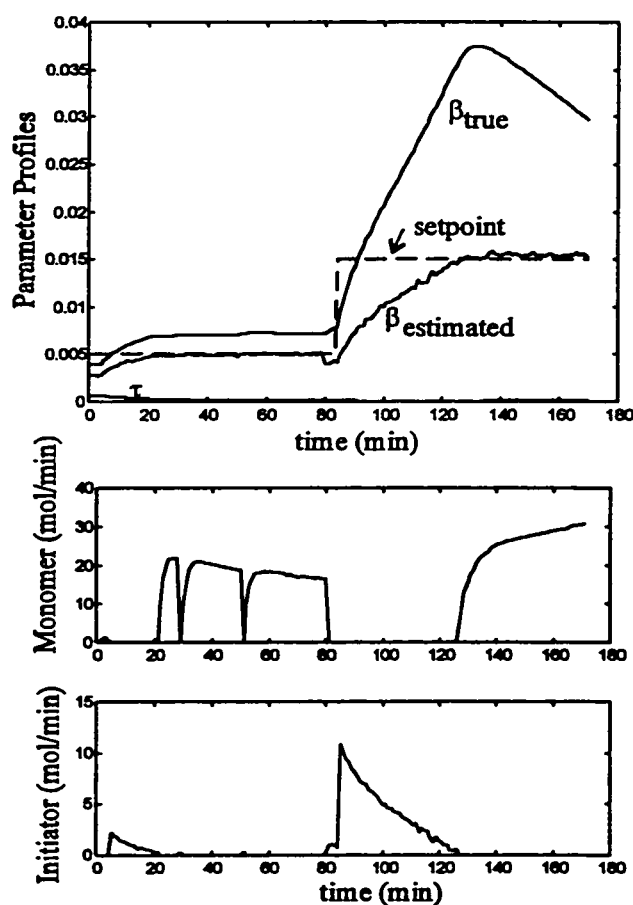 0.04
0.035
0.03
0.025
0.02
0.015
0.01
0.005
0
Parameter Profiles
βtrue
setpoint
βestimated
τ
0 20 40 60 80 100 120 140 160 180
time (min)
40
30
20
10
0
Monomer (mol/min)
0 20 40 60 80 100 120 140 160 180
15
10
5
0
Initiator (mol/min)
0 20 40 60 80 100 120 140 160 180
time (min)